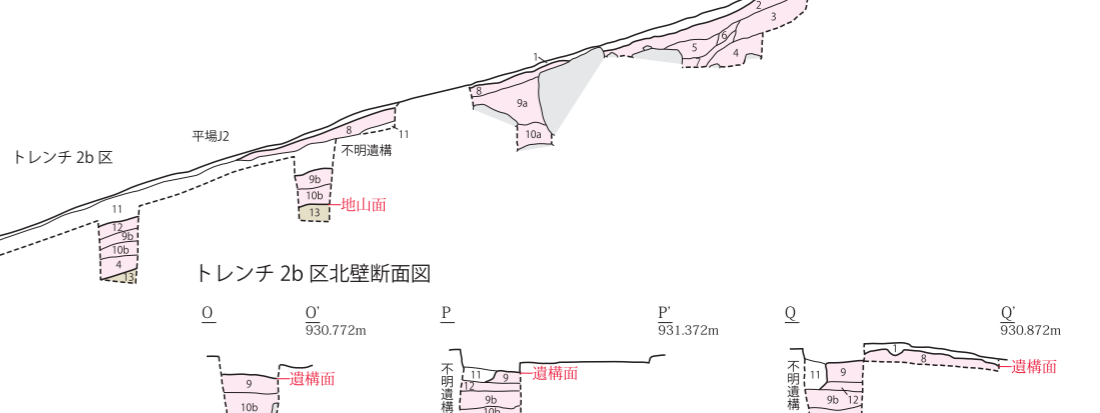 2
3
6
5
4
7
1
8
9a
10a
平場J2
8
11
トレンチ 2b 区
不明遺構
9b
10b
13
地山面
11
12
9b
10b
4
13
トレンチ 2b 区北壁断面図
O O'
930.772m
P P'
931.372m
Q Q'
930.872m
9
遺構面
10b
不明遺構
11
9
遺構面
12
9b
10b
不明遺構
11
9
1
8
遺構面
9b
12